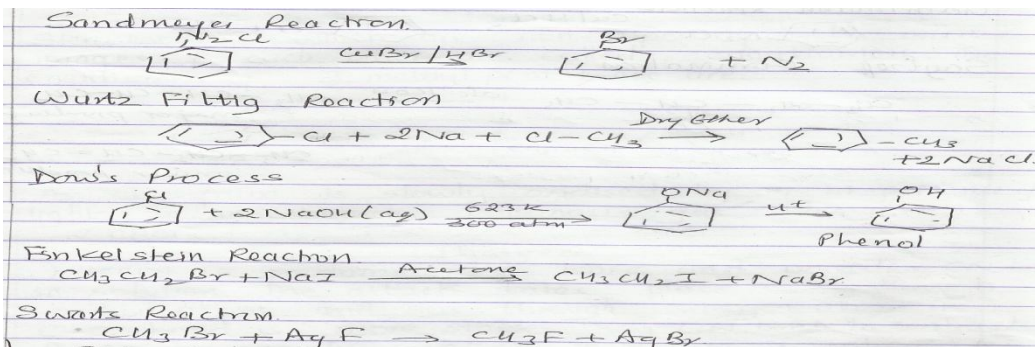 Sandmeyer Reaction
N2 Cl CuBr/HBr Br + N2
Wurtz Fittig Reaction
-Cl + 2Na + Cl-CH3 Dry Ether -CH3
+2NaCl
Dow's Process
Cl + 2NaOH(aq) 623K 300 atm ONa H+ OH
Phenol
Finkelstein Reaction
CH3CH2Br + NaI Acetone CH3CH2I + NaBr
Swarts Reaction
CH3Br + AgF → CH3F + AgBr